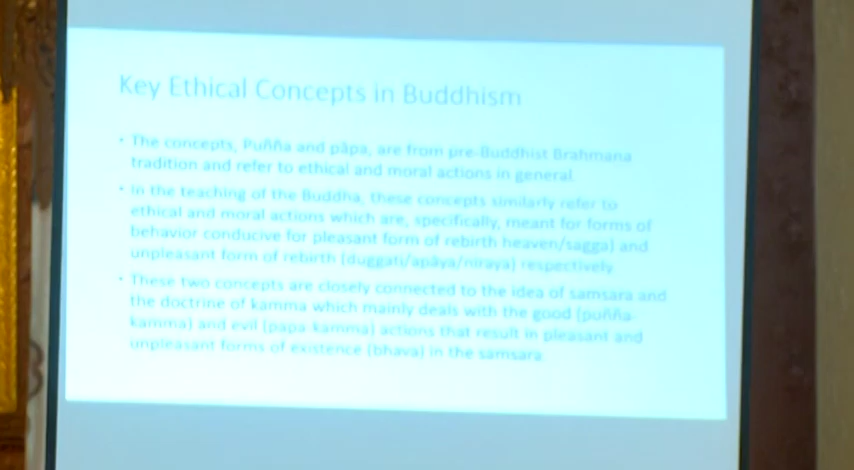 Key Ethical Concepts in Buddhism
• The concepts, Puñña and pāpa, are from pre-Buddhist Brahmana
tradition and refer to ethical and moral actions in general
• In the teaching of the Buddha, these concepts similarly refer to
ethical and moral actions which are, specifically, meant for forms of
behavior conducive for pleasant form of rebirth heaven/sagga) and
unpleasant form of rebirth (duggati/apāya/niraya) respectively
• These two concepts are closely connected to the idea of samsara and
the doctrine of kamma which mainly deals with the good (puñña-
kamma) and evil (papa-kamma) actions that result in pleasant and
unpleasant forms of existence (bhava) in the samsara